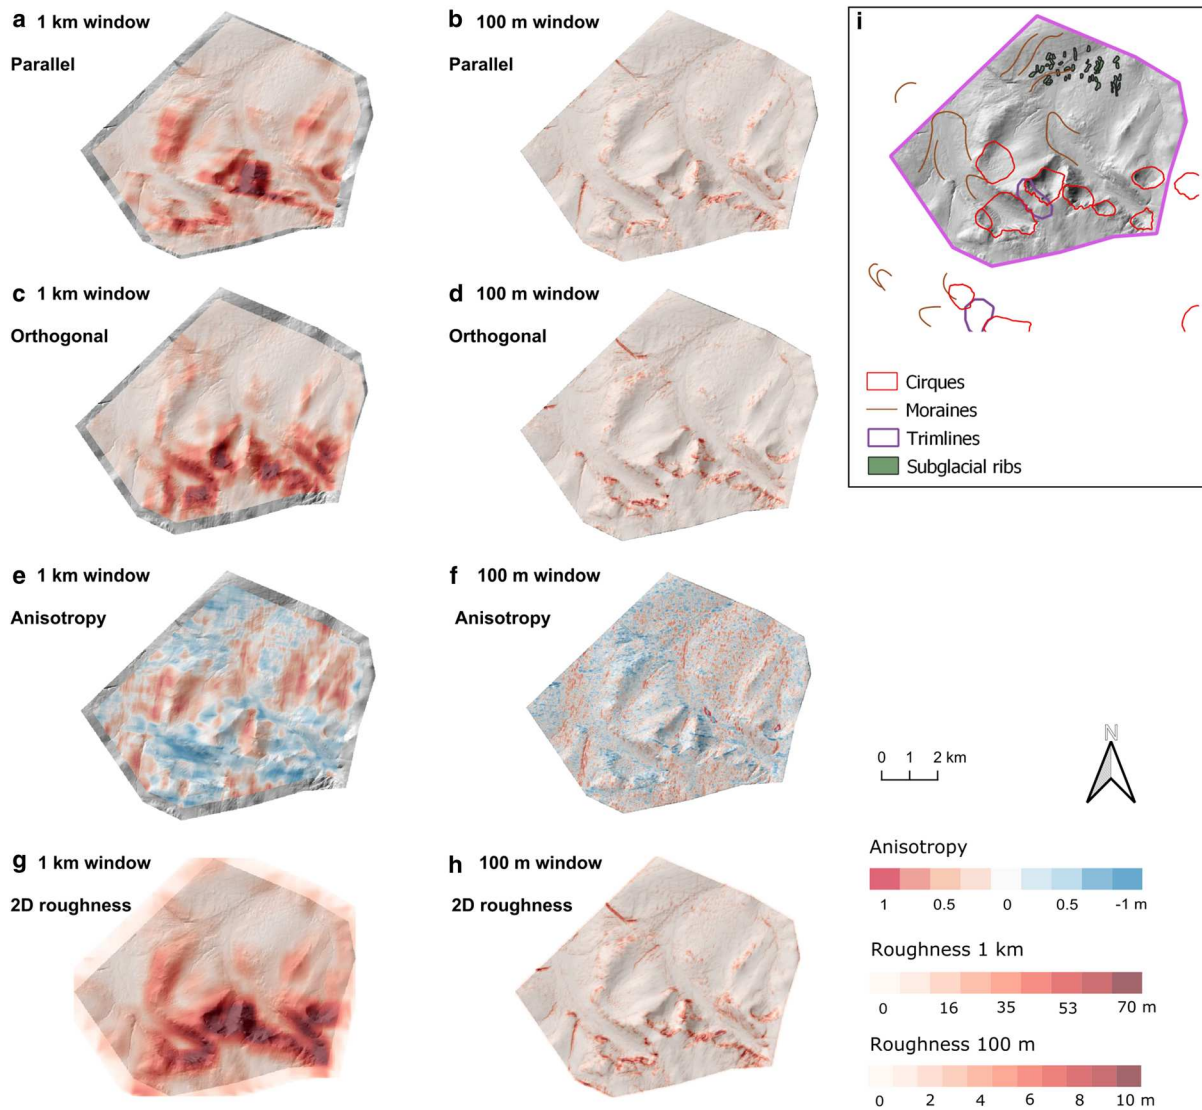 a 1 km window
Parallel
b 100 m window
Parallel
c 1 km window
Orthogonal
d 100 m window
Orthogonal
e 1 km window
Anisotropy
f 100 m window
Anisotropy
g 1 km window
2D roughness
h 100 m window
2D roughness
i
Cirques
Moraines
Trimlines
Subglacial ribs
0 1 2 km
N
Anisotropy
1 0.5 0 0.5 -1 m
Roughness 1 km
0 16 35 53 70 m
Roughness 100 m
0 2 4 6 8 10 m